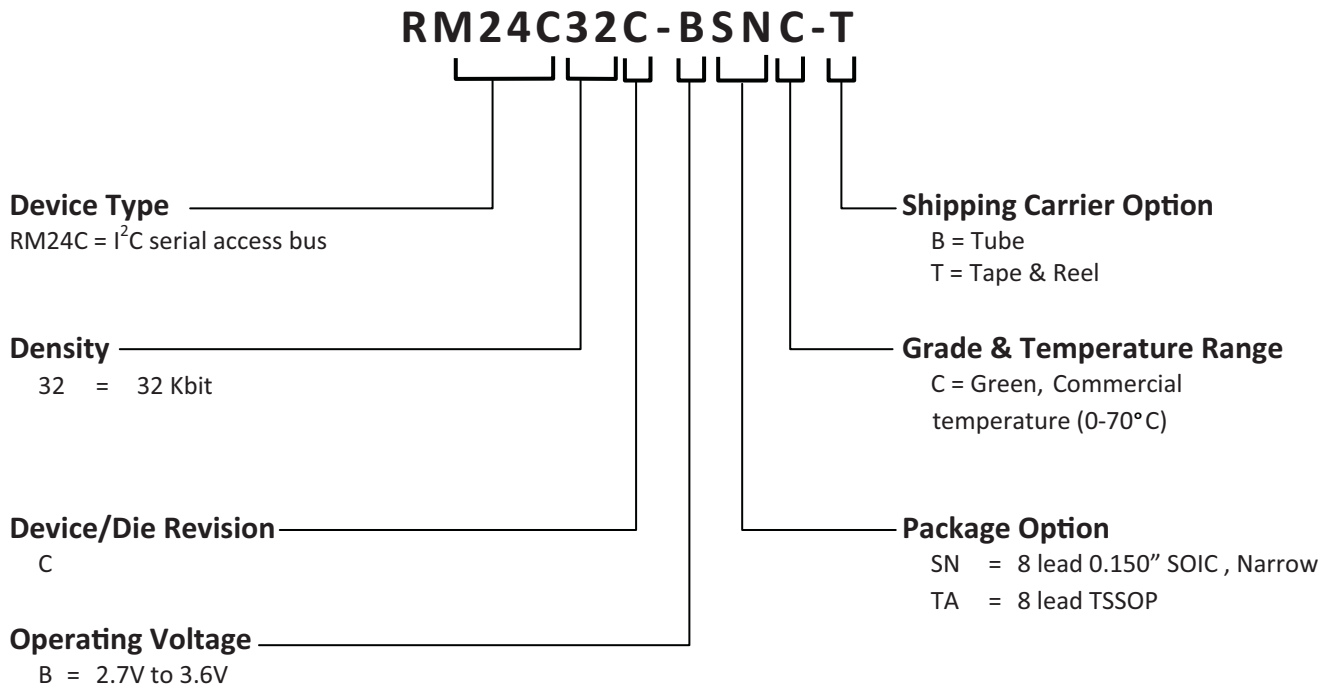 RM24C32C-BSNC-T
Device Type
RM24C = I²C serial access bus
Density
32 = 32 Kbit
Device/Die Revision
C
Operating Voltage
B = 2.7V to 3.6V
Shipping Carrier Option
B = Tube
T = Tape & Reel
Grade & Temperature Range
C = Green, Commercial
temperature (0-70°C)
Package Option
SN = 8 lead 0.150” SOIC , Narrow
TA = 8 lead TSSOP